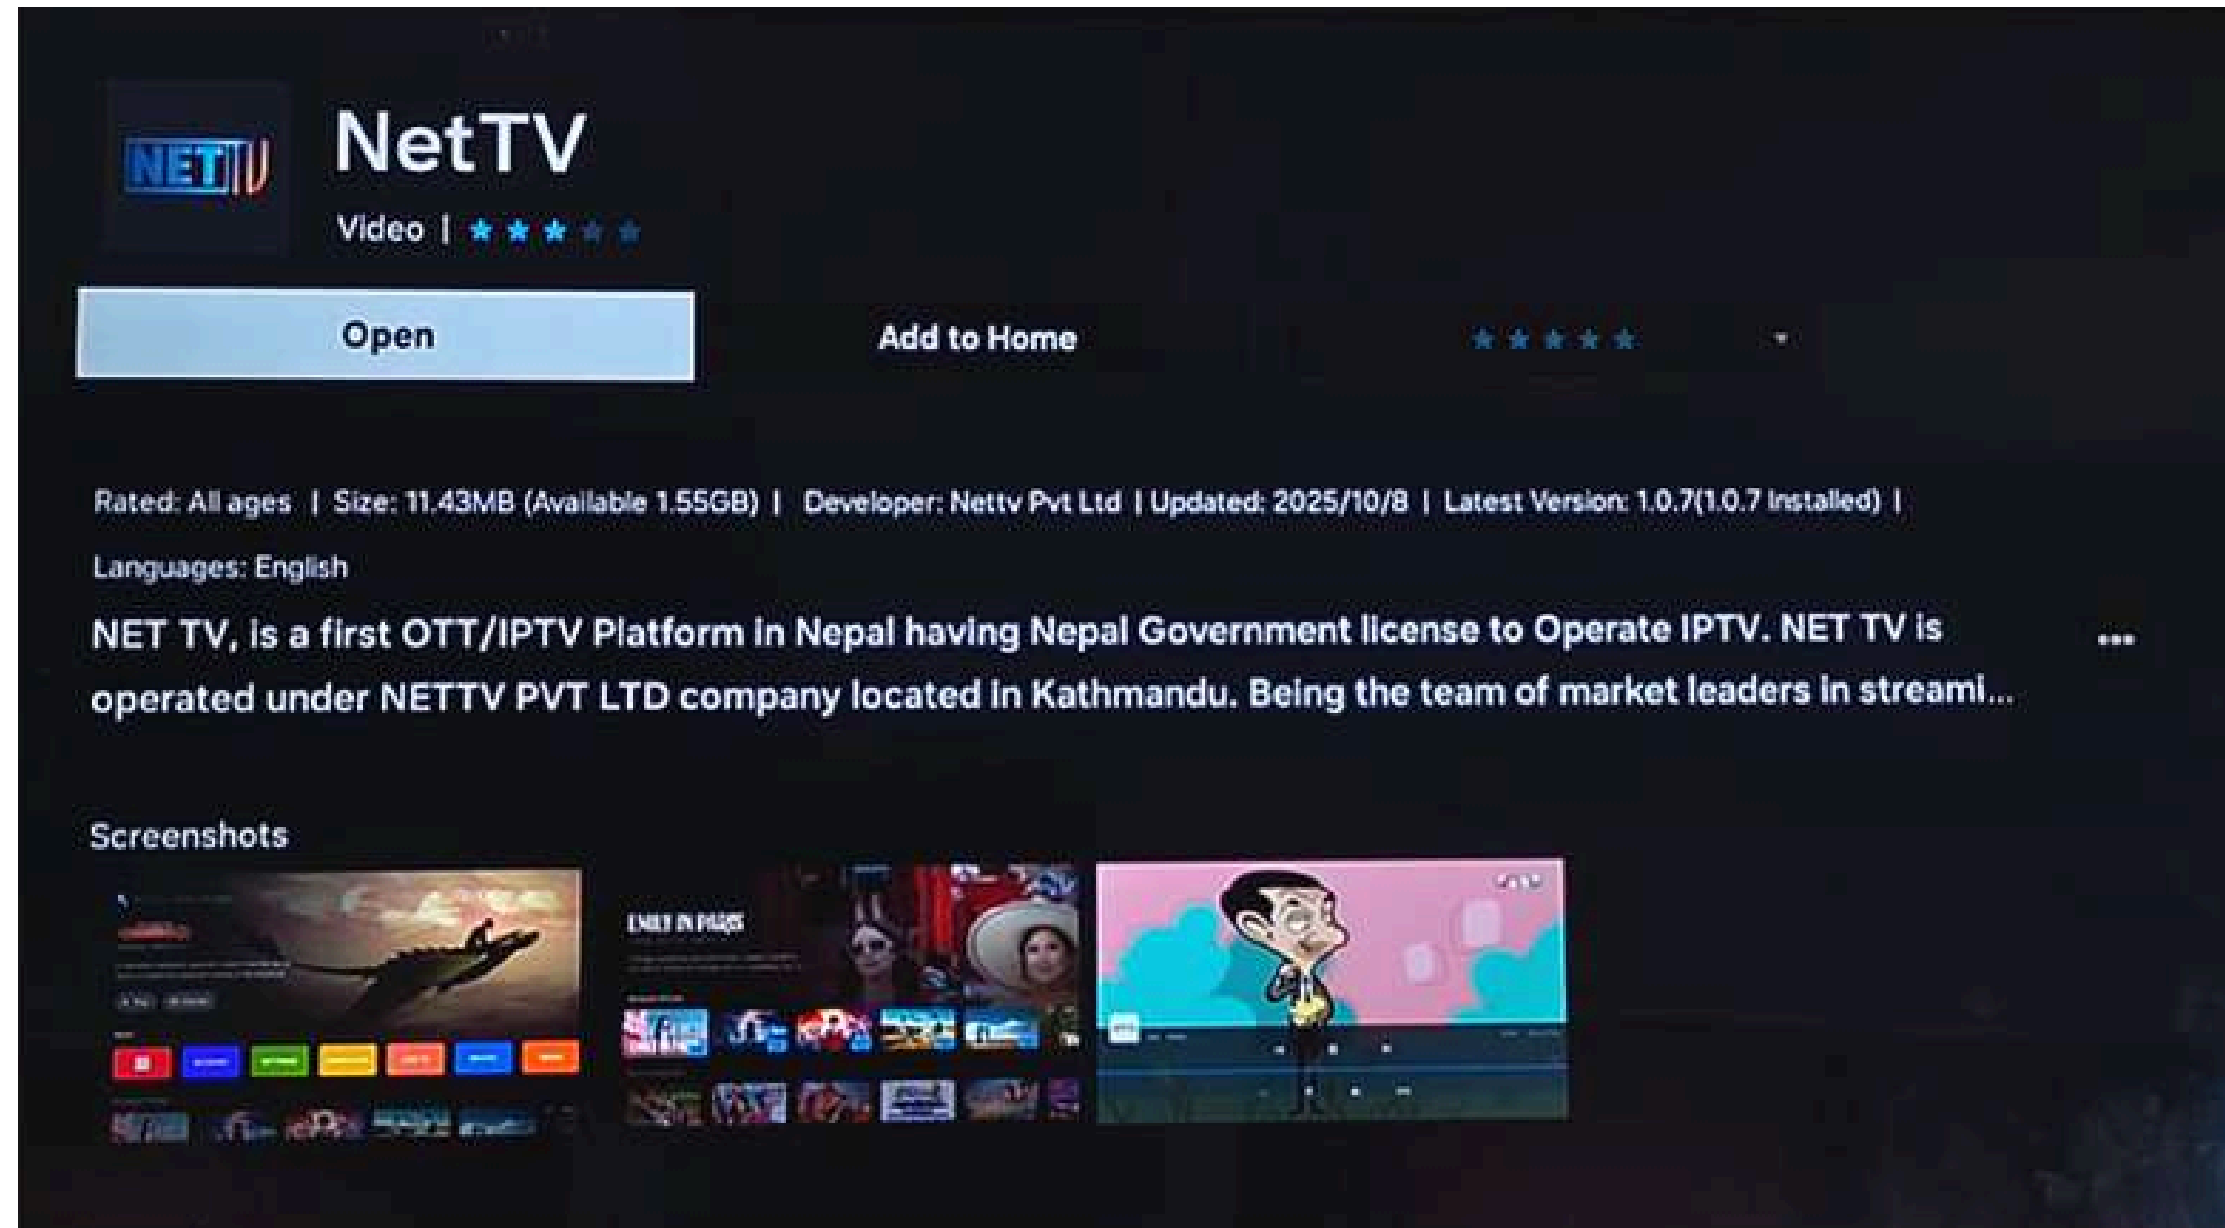 NETTV
NetTV
Video |
Open
Add to Home
Rated: All ages | Size: 11.43MB (Available 1.55GB) | Developer: Nettv Pvt Ltd | Updated: 2025/10/8 | Latest Version: 1.0.7(1.0.7 Installed) |
Languages: English
NET TV, is a first OTT/IPTV Platform in Nepal having Nepal Government license to Operate IPTV. NET TV is
operated under NETTV PVT LTD company located in Kathmandu. Being the team of market leaders in streami...
Screenshots
EMILY IN PARIS